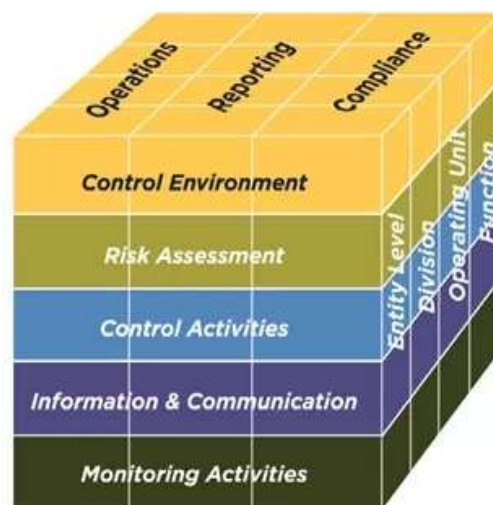 Operations
Reporting
Compliance
Control Environment
Risk Assessment
Control Activities
Information & Communication
Monitoring Activities
Entity Level
Division
Operating Unit
Function